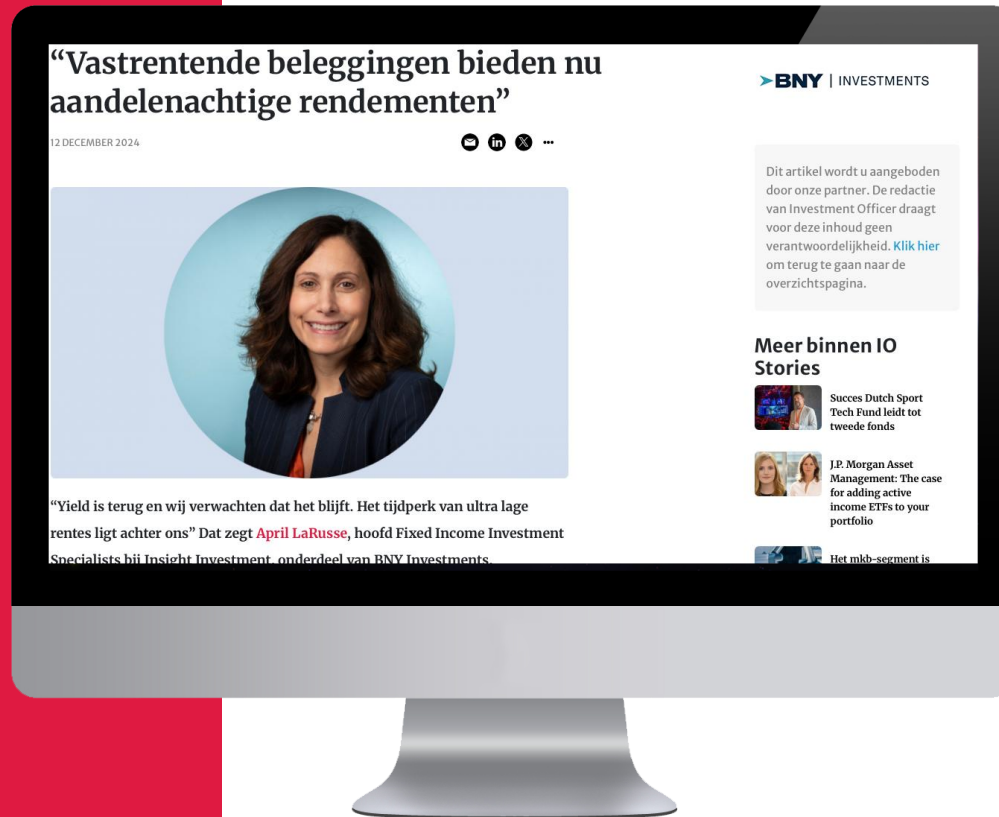 “Vastrentende beleggingen bieden nu
aandelenachtige rendementen”
12 DECEMBER 2024
“Yield is terug en wij verwachten dat het blijft. Het tijdperk van ultra lage
rentes ligt achter ons” Dat zegt April LaRusse, hoofd Fixed Income Investment
Specialists bij Insight Investment, onderdeel van BNY Investments.
BNY | INVESTMENTS
Dit artikel wordt u aangeboden
door onze partner. De redactie
van Investment Officer draagt
voor deze inhoud geen
verantwoordelijkheid. Klik hier
om terug te gaan naar de
overzichtspagina.
Meer binnen IO
Stories
Succes Dutch Sport
Tech Fund leidt tot
tweede fonds
J.P. Morgan Asset
Management: The case
for adding active
income ETFs to your
portfolio
Het mkb-segment is